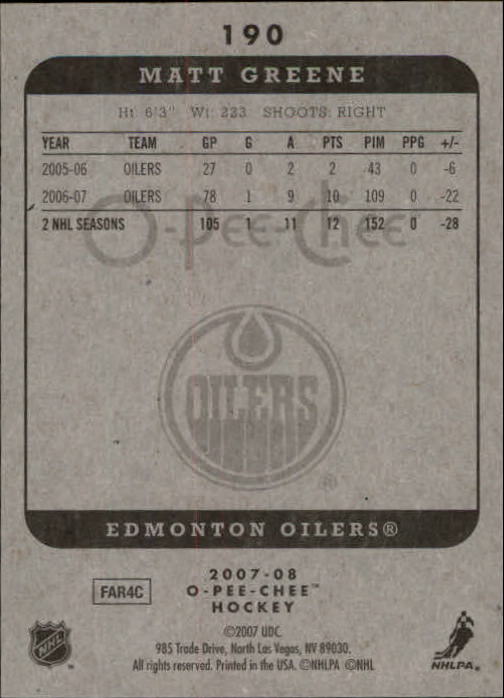 190
MATT GREENE
Ht: 6'3" Wt: 233 SHOOTS: RIGHT
YEAR TEAM GP G A PTS PIM PPG +/-
2005-06 OILERS 27 0 2 2 43 0 -6
2006-07 OILERS 78 1 9 10 109 0 -22
2 NHL SEASONS 105 1 11 12 152 0 -28
O-Pee-Chee
OILERS
®
EDMONTON OILERS®
2007-08
FAR4C O-PEE-CHEE™
HOCKEY
©2007 UDC.
985 Trade Drive, North Las Vegas, NV 89030.
All rights reserved. Printed in the USA. ©NHLPA ©NHL
NHL ™
NHLPA®